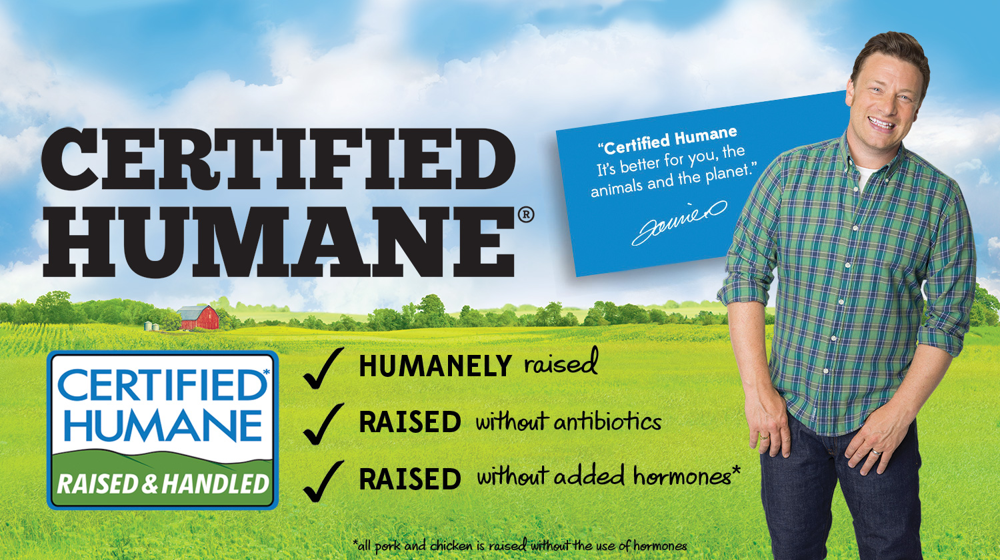 CERTIFIED
HUMANE®
“Certified Humane
It's better for you, the
animals and the planet.”
Jamie O
CERTIFIED*
HUMANE
RAISED & HANDLED
HUMANELY raised
RAISED without antibiotics
RAISED without added hormones*
*all pork and chicken is raised without the use of hormones